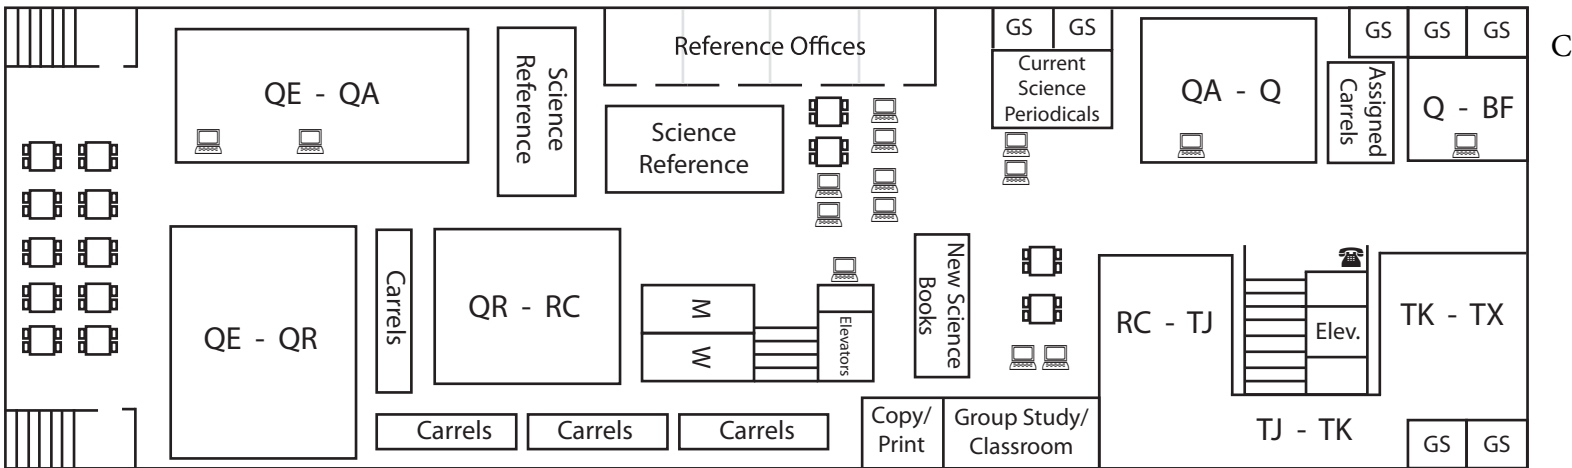 Reference Offices
GS
GS
GS
GS
GS
C
QE - QA
Science
Reference
Science
Reference
Current
Science
Periodicals
QA - Q
Assigned
Carrels
Q - BF
QE - QR
Carrels
QR - RC
M
W
Elevators
New Science
Books
RC - TJ
Elev.
TK - TX
Carrels
Carrels
Carrels
Copy/
Print
Group Study/
Classroom
TJ - TK
GS
GS